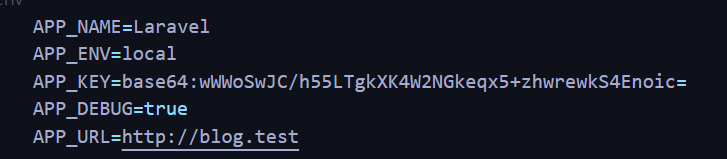 APP_NAME=Laravel
APP_ENV=local
APP_KEY=base64:wWWoSwJC/h55LTgkXK4W2NGkeqx5+zhwrewkS4Enoic=
APP_DEBUG=true
APP_URL=http://blog.test